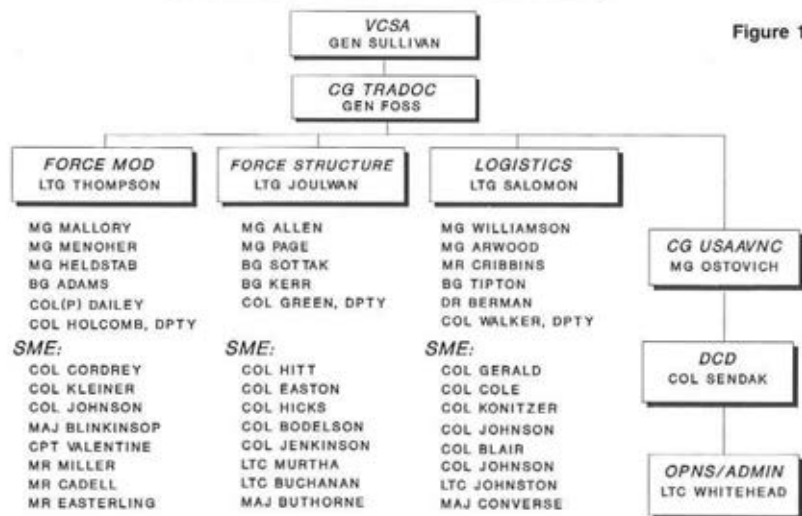 VCSA
GEN SULLIVAN
Figure 1
CG TRADOC
GEN FOSS
FORCE MOD
LTG THOMPSON
MG MALLORY
MG MENOHER
MG HELDSTAB
BG ADAMS
COL(P) DAILEY
COL HOLCOMB, DPTY
SME:
COL CORDREY
COL KLEINER
COL JOHNSON
MAJ BLINKINSOP
CPT VALENTINE
MR MILLER
MR CADELL
MR EASTERLING
FORCE STRUCTURE
LTG JOULWAN
MG ALLEN
MG PAGE
BG SOTTAK
BG KERR
COL GREEN, DPTY
SME:
COL HITT
COL EASTON
COL HICKS
COL BODELSON
COL JENKINSON
LTC MURTHA
LTC BUCHANAN
MAJ BUTHORNE
LOGISTICS
LTG SALOMON
MG WILLIAMSON
MG ARWOOD
MR CRIBBINS
BG TIPTON
DR BERMAN
COL WALKER, DPTY
SME:
COL GERALD
COL COLE
COL KONITZER
COL JOHNSON
COL BLAIR
COL JOHNSON
LTC JOHNSTON
MAJ CONVERSE
CG USAAVNC
MG OSTOVICH
DCD
COL SENDAK
OPNS/ADMIN
LTC WHITEHEAD